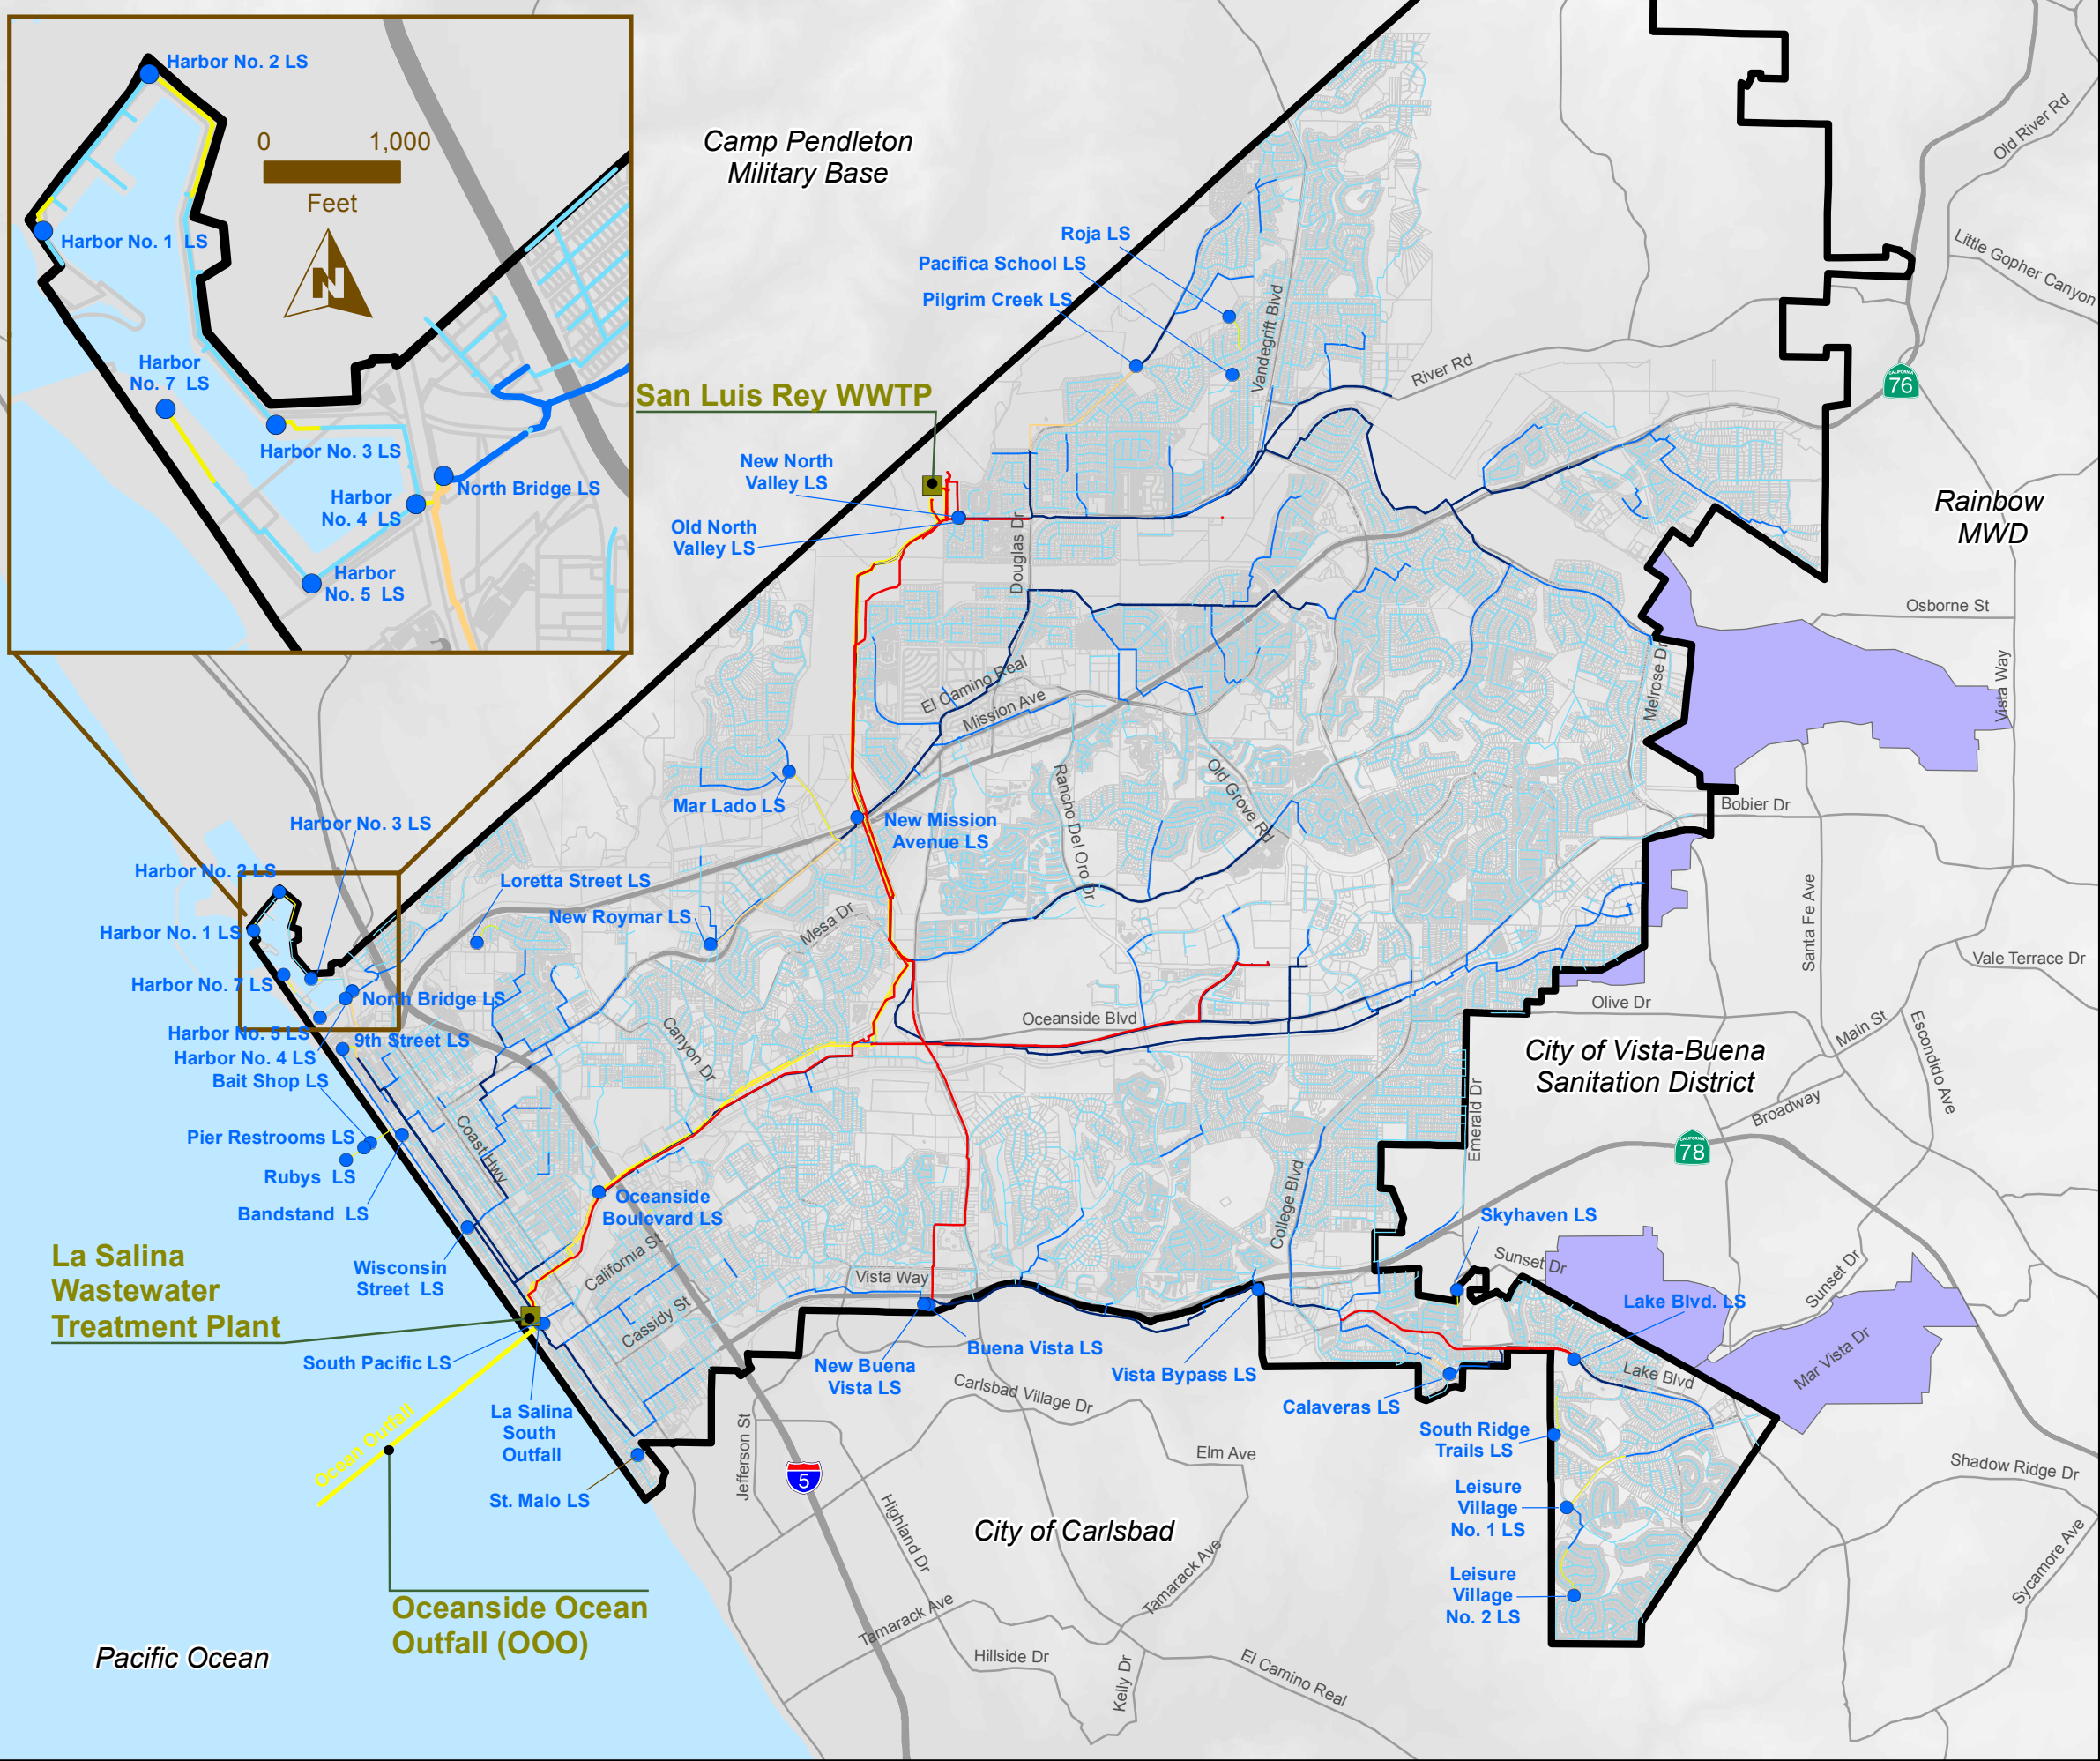 Harbor No. 2 LS
0 1,000
Feet
N
Harbor No. 1 LS
Harbor
No. 7 LS
Harbor No. 3 LS
North Bridge LS
Harbor
No. 4 LS
Harbor
No. 5 LS
Camp Pendleton
Military Base
Roja LS
Pacifica School LS
Pilgrim Creek LS
Vandegrift Blvd
River Rd
Old River Rd
Little Gopher Canyon
CALIFORNIA
76
San Luis Rey WWTP
New North
Valley LS
Old North
Valley LS
Douglas Dr
Rainbow
MWD
Osborne St
Vista Way
Melrose Dr
El Camino Real
Mission Ave
Rancho Del Oro Dr
Old Grove Rd
Mar Lado LS
New Mission
Avenue LS
Bobier Dr
Harbor No. 3 LS
Harbor No. 2 LS
Loretta Street LS
New Roymar LS
Mesa Dr
Harbor No. 1 LS
Harbor No. 7 LS
North Bridge LS
Harbor No. 5 LS
9th Street LS
Harbor No. 4 LS
Bait Shop LS
Canyon Dr
Oceanside Blvd
Santa Fe Ave
Vale Terrace Dr
Olive Dr
Main St
Escondido Ave
City of Vista-Buena
Sanitation District
Broadway
Emerald Dr
CALIFORNIA
78
Pier Restrooms LS
Rubys LS
Bandstand LS
Coast Hwy
Oceanside
Boulevard LS
College Blvd
Skyhaven LS
Sunset Dr
Sunset Dr
La Salina
Wastewater
Treatment Plant
Wisconsin
Street LS
California St
Cassidy St
Vista Way
Lake Blvd. LS
South Pacific LS
New Buena
Vista LS
Buena Vista LS
Vista Bypass LS
Calaveras LS
Lake Blvd
Mar Vista Dr
Carlsbad Village Dr
La Salina
South
Outfall
Ocean Outfall
Jefferson St
Elm Ave
South Ridge
Trails LS
Shadow Ridge Dr
5
St. Malo LS
Highland Dr
City of Carlsbad
Leisure
Village
No. 1 LS
Tamarack Ave
Sycamore Ave
Leisure
Village
No. 2 LS
Oceanside Ocean
Outfall (OOO)
Tamarack Ave
Pacific Ocean
Hillside Dr
Kelly Dr
El Camino Real